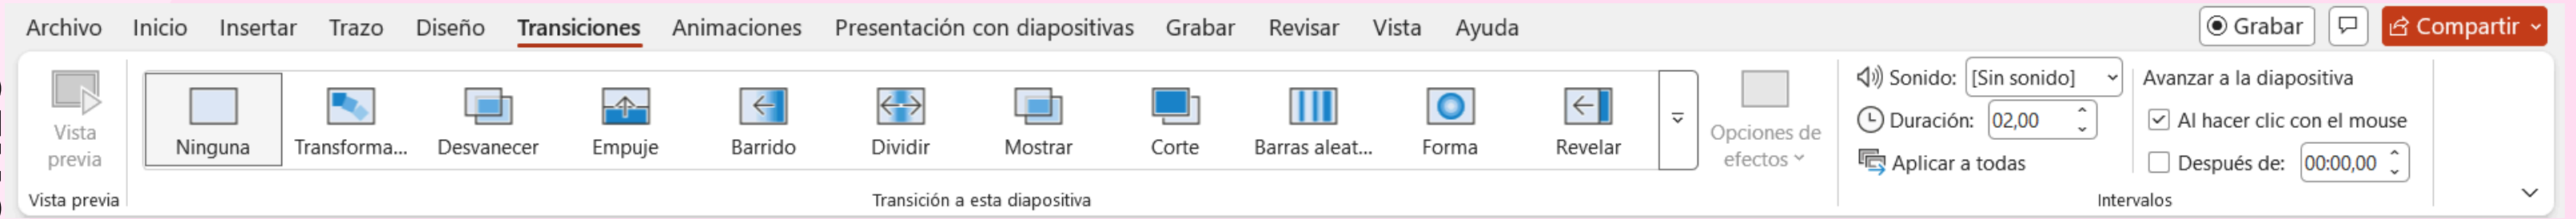 Archivo Inicio Insertar Trazo Diseño Transiciones Animaciones Presentación con diapositivas Grabar Revisar Vista Ayuda Grabar Compartir
Vista
previa
Vista previa
Ninguna Transforma... Desvanecer Empuje Barrido Dividir Mostrar Corte Barras aleat... Forma Revelar
Opciones de
efectos
Transición a esta diapositiva
Sonido: [Sin sonido]
Duración: 02,00
Aplicar a todas
Avanzar a la diapositiva
Al hacer clic con el mouse
Después de: 00:00,00
Intervalos